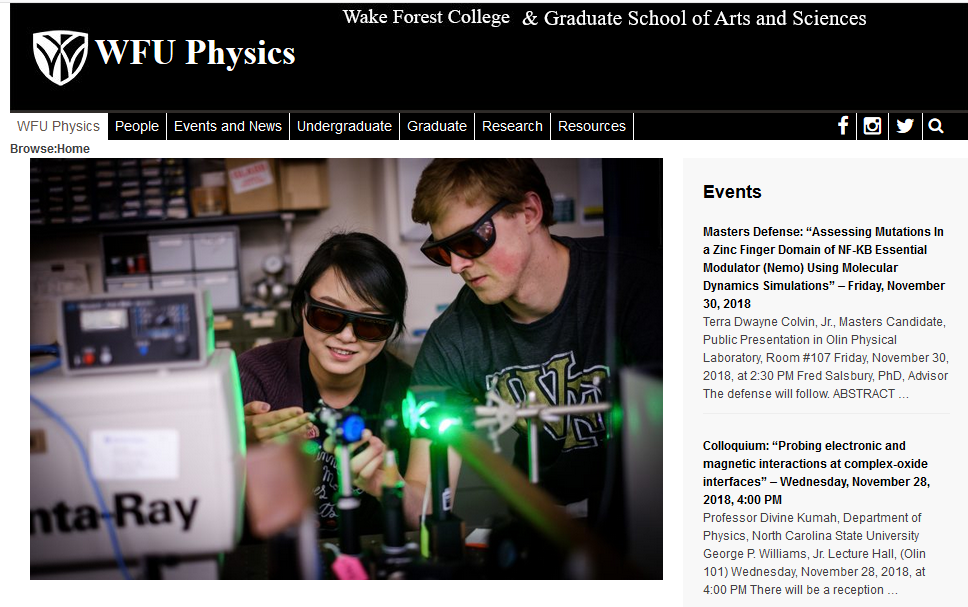 Wake Forest College & Graduate School of Arts and Sciences
WFU Physics
WFU Physics People Events and News Undergraduate Graduate Research Resources
Browse:Home
nta-Ray
Events
Masters Defense: “Assessing Mutations In
a Zinc Finger Domain of NF-KB Essential
Modulator (Nemo) Using Molecular
Dynamics Simulations” – Friday, November
30, 2018
Terra Dwayne Colvin, Jr., Masters Candidate,
Public Presentation in Olin Physical
Laboratory, Room #107 Friday, November 30,
2018, at 2:30 PM Fred Salsbury, PhD, Advisor
The defense will follow. ABSTRACT …
Colloquium: “Probing electronic and
magnetic interactions at complex-oxide
interfaces” – Wednesday, November 28,
2018, 4:00 PM
Professor Divine Kumah, Department of
Physics, North Carolina State University
George P. Williams, Jr. Lecture Hall, (Olin
101) Wednesday, November 28, 2018, at
4:00 PM There will be a reception …